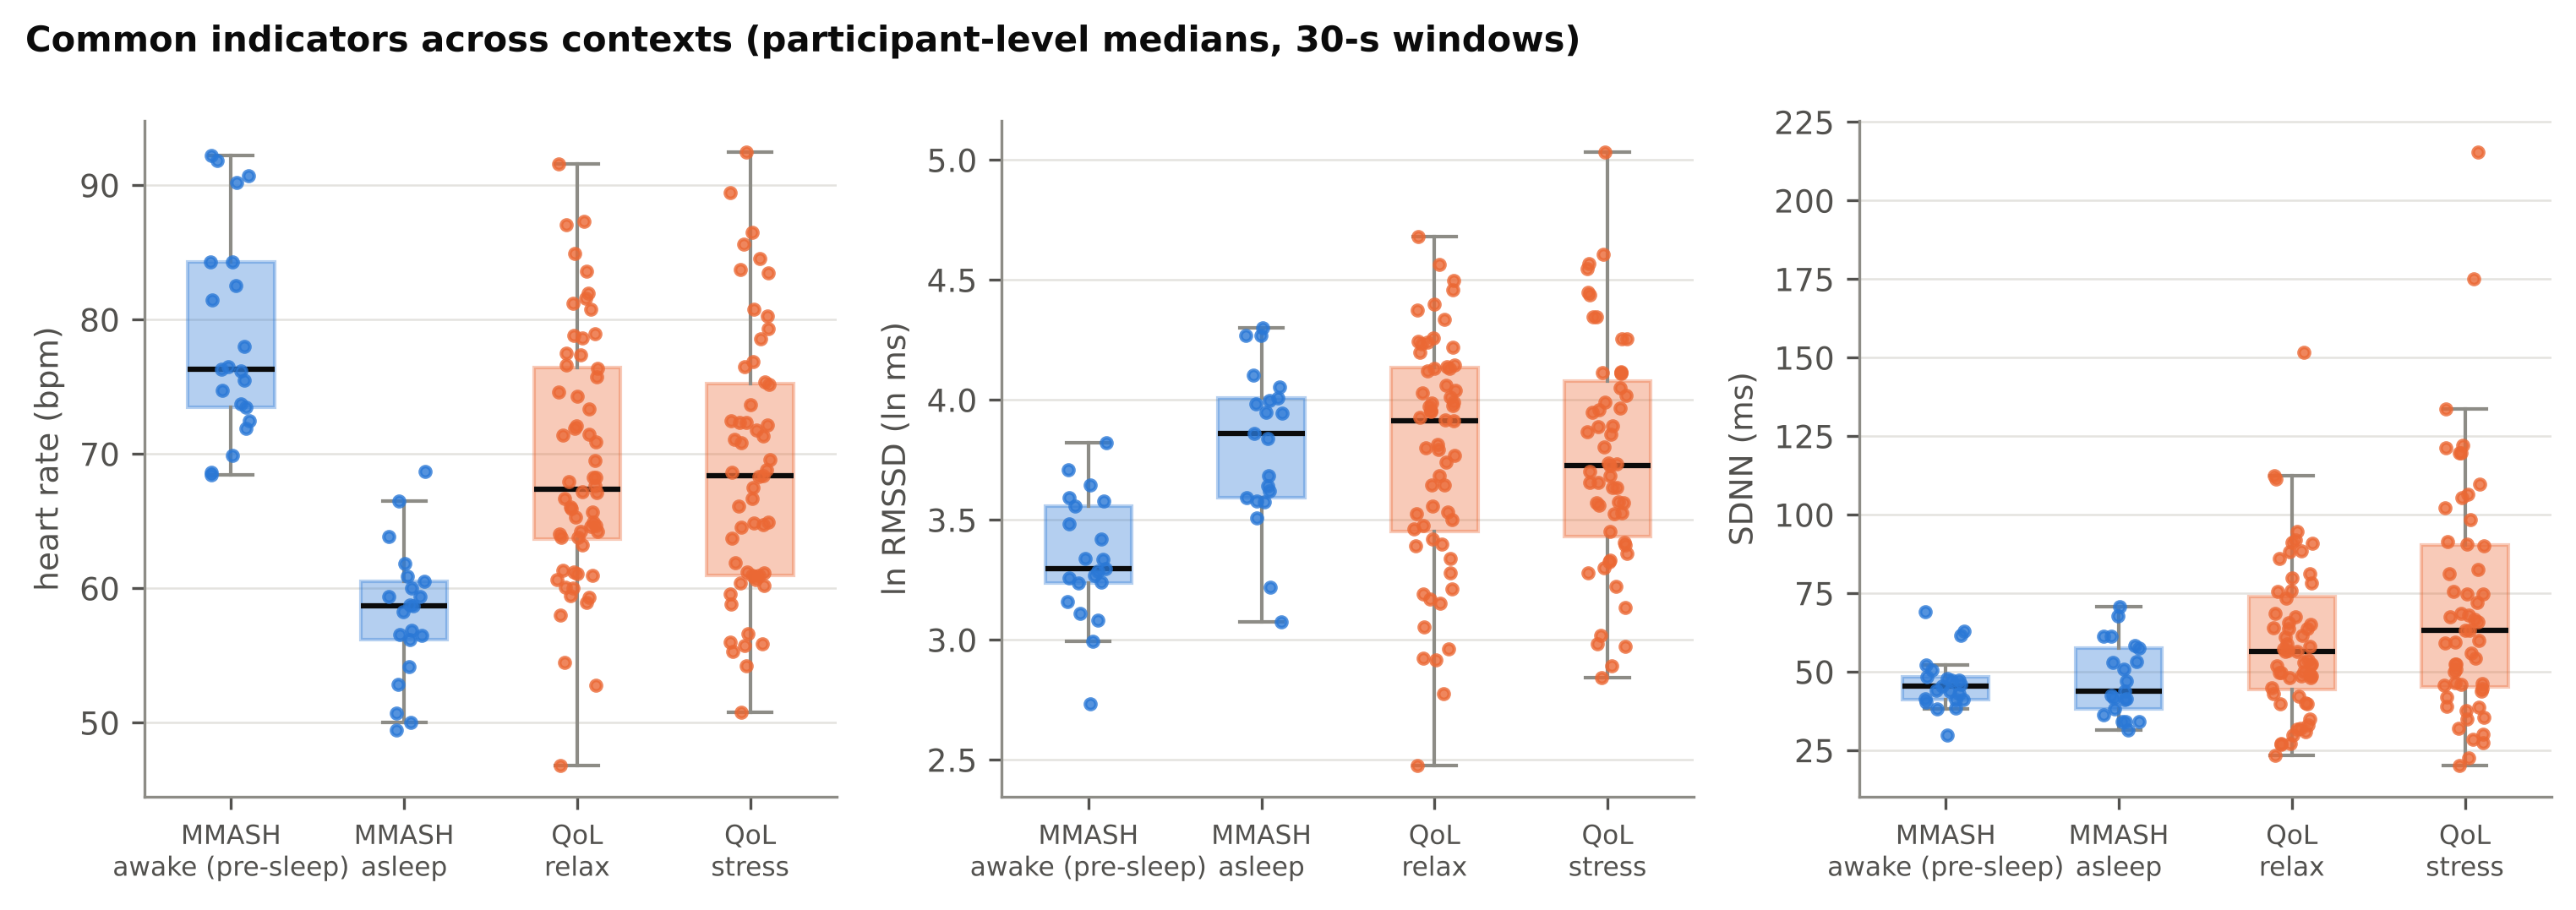 Common indicators across contexts (participant-level medians, 30-s windows)
heart rate (bpm)
90
80
70
60
50
MMASH
awake (pre-sleep)
MMASH
asleep
QoL
relax
QoL
stress
ln RMSSD (ln ms)
5.0
4.5
4.0
3.5
3.0
2.5
MMASH
awake (pre-sleep)
MMASH
asleep
QoL
relax
QoL
stress
SDNN (ms)
225
200
175
150
125
100
75
50
25
MMASH
awake (pre-sleep)
MMASH
asleep
QoL
relax
QoL
stress